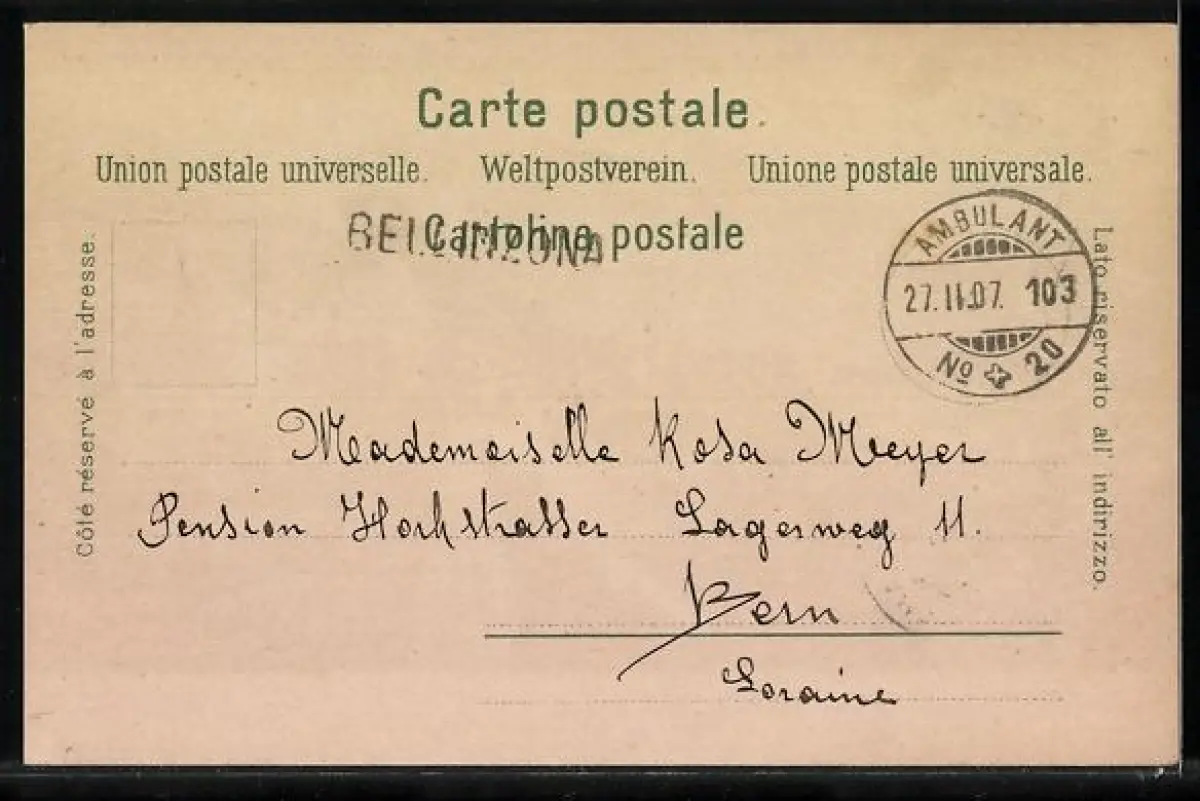 Carte postale.
Union postale universelle. Weltpostverein. Unione postale universale.
Cartolina postale
BELLINZONA
AMBULANT
27.II.07. 103
No 20
Côté réservé à l'adresse.
Lato riservato all' indirizzo.
Mademoiselle Rosa Meyer
Pension Hochstrasser Lagerweg 11.
Bern
Loraine